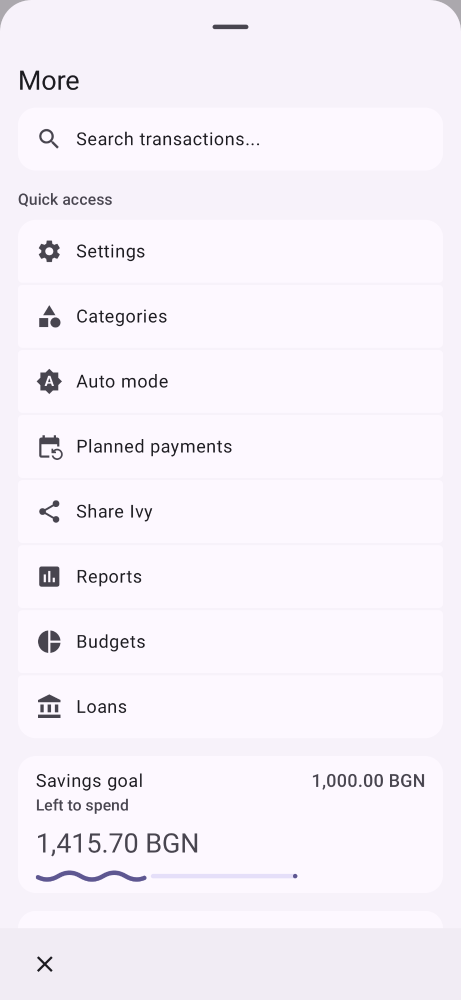 More
Search transactions...
Quick access
Settings
Categories
Auto mode
Planned payments
Share Ivy
Reports
Budgets
Loans
Savings goal 1,000.00 BGN
Left to spend
1,415.70 BGN